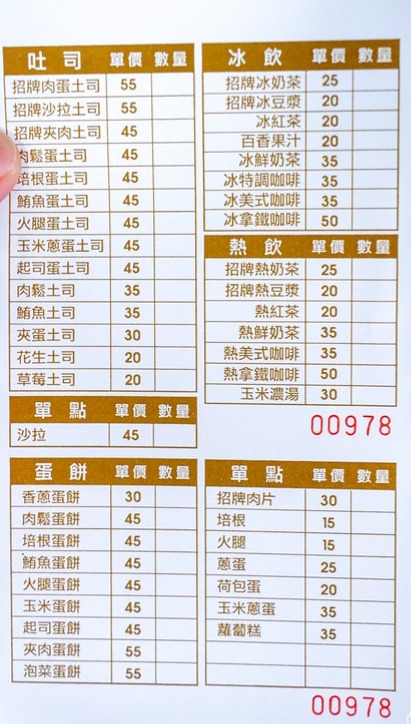 吐司 單價 數量
招牌肉蛋土司 55
招牌沙拉土司 55
招牌夾肉土司 45
肉鬆蛋土司 45
培根蛋土司 45
鮪魚蛋土司 45
火腿蛋土司 45
玉米蔥蛋土司 45
起司蛋土司 45
肉鬆土司 35
鮪魚土司 35
夾蛋土司 30
花生土司 20
草莓土司 20
單點 單價 數量
沙拉 45
冰飲 單價 數量
招牌冰奶茶 25
招牌冰豆漿 20
冰紅茶 20
百香果汁 20
冰鮮奶茶 35
冰特調咖啡 35
冰美式咖啡 35
冰拿鐵咖啡 50
熱飲 單價 數量
招牌熱奶茶 25
招牌熱豆漿 20
熱紅茶 20
熱鮮奶茶 35
熱美式咖啡 35
熱拿鐵咖啡 50
玉米濃湯 30
00978
蛋餅 單價 數量
香蔥蛋餅 30
肉鬆蛋餅 45
培根蛋餅 45
鮪魚蛋餅 45
火腿蛋餅 45
玉米蛋餅 45
起司蛋餅 45
夾肉蛋餅 55
泡菜蛋餅 55
單點 單價 數量
招牌肉片 30
培根 15
火腿 15
蔥蛋 25
荷包蛋 20
玉米蔥蛋 35
蘿蔔糕 35
00978